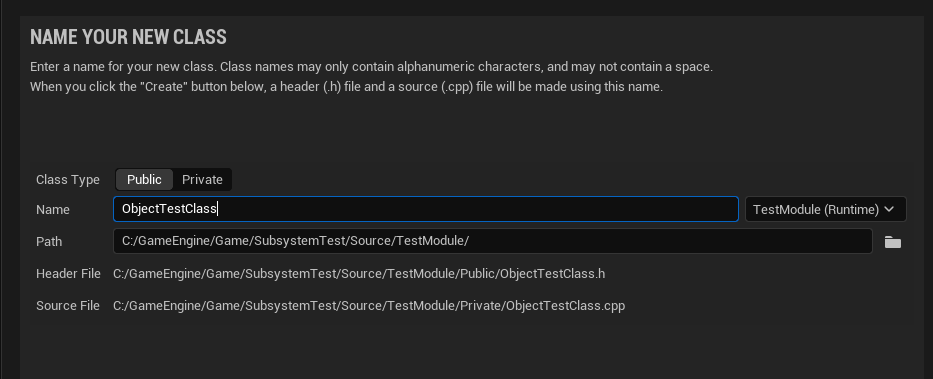 NAME YOUR NEW CLASS
Enter a name for your new class. Class names may only contain alphanumeric characters, and may not contain a space.
When you click the "Create" button below, a header (.h) file and a source (.cpp) file will be made using this name.
Class Type Public Private
Name ObjectTestClass TestModule (Runtime)
Path C:/GameEngine/Game/SubsystemTest/Source/TestModule/
Header File C:/GameEngine/Game/SubsystemTest/Source/TestModule/Public/ObjectTestClass.h
Source File C:/GameEngine/Game/SubsystemTest/Source/TestModule/Private/ObjectTestClass.cpp